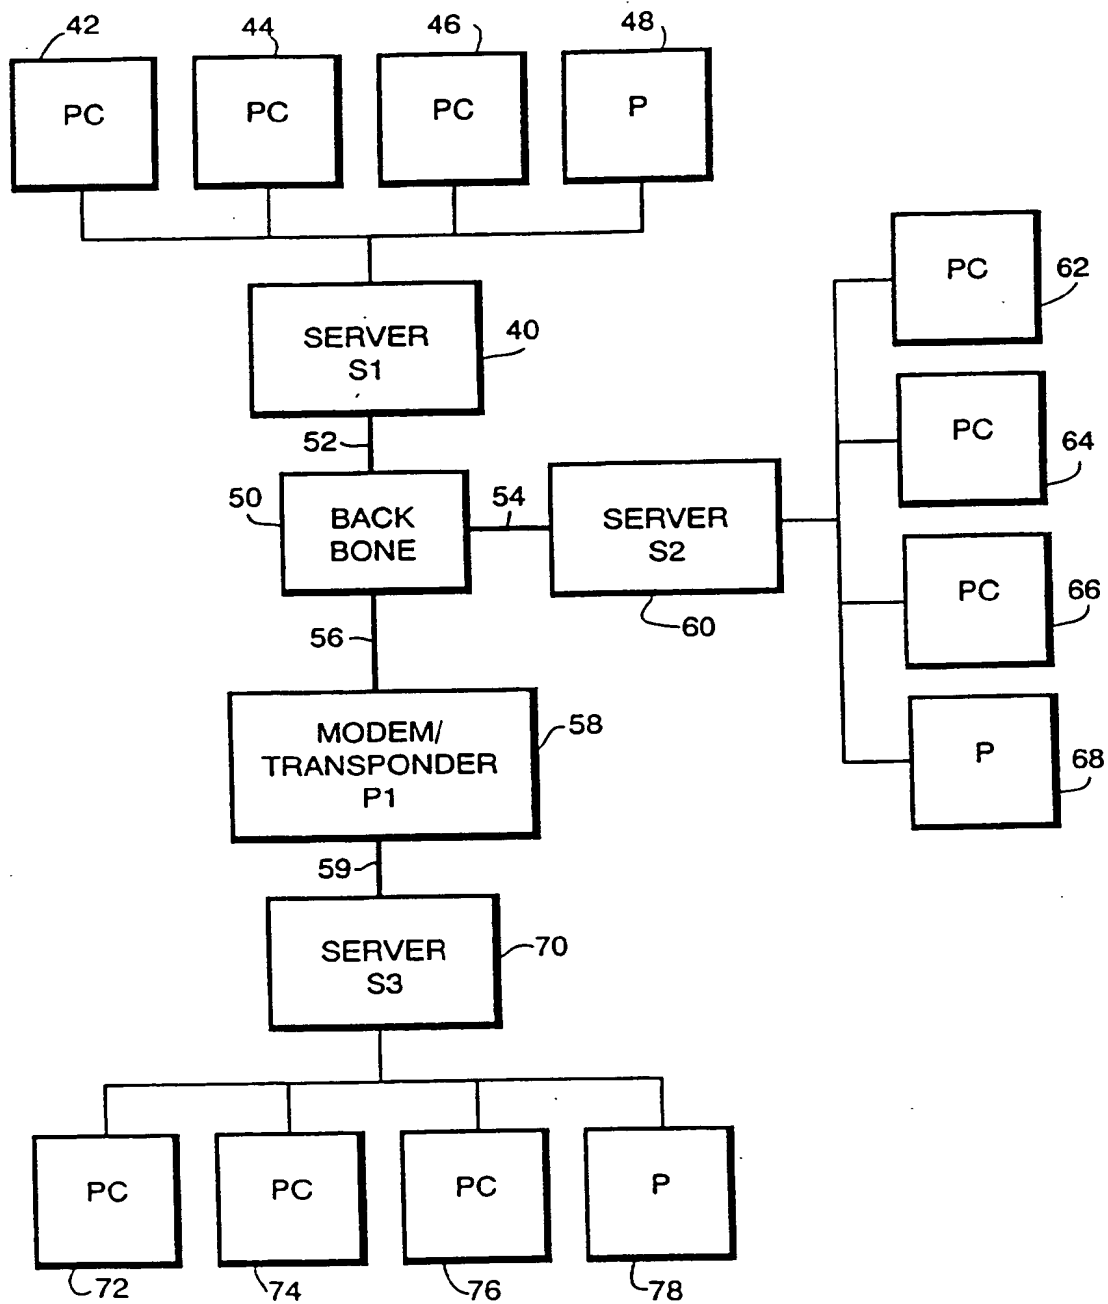 42
44
46
48
PC
PC
PC
P
PC
62
SERVER
S1
40
PC
64
52
50
BACK
BONE
54
SERVER
S2
60
PC
66
56
MODEM/
TRANSPONDER
P1
58
P
68
59
SERVER
S3
70
PC
PC
PC
P
72
74
76
78